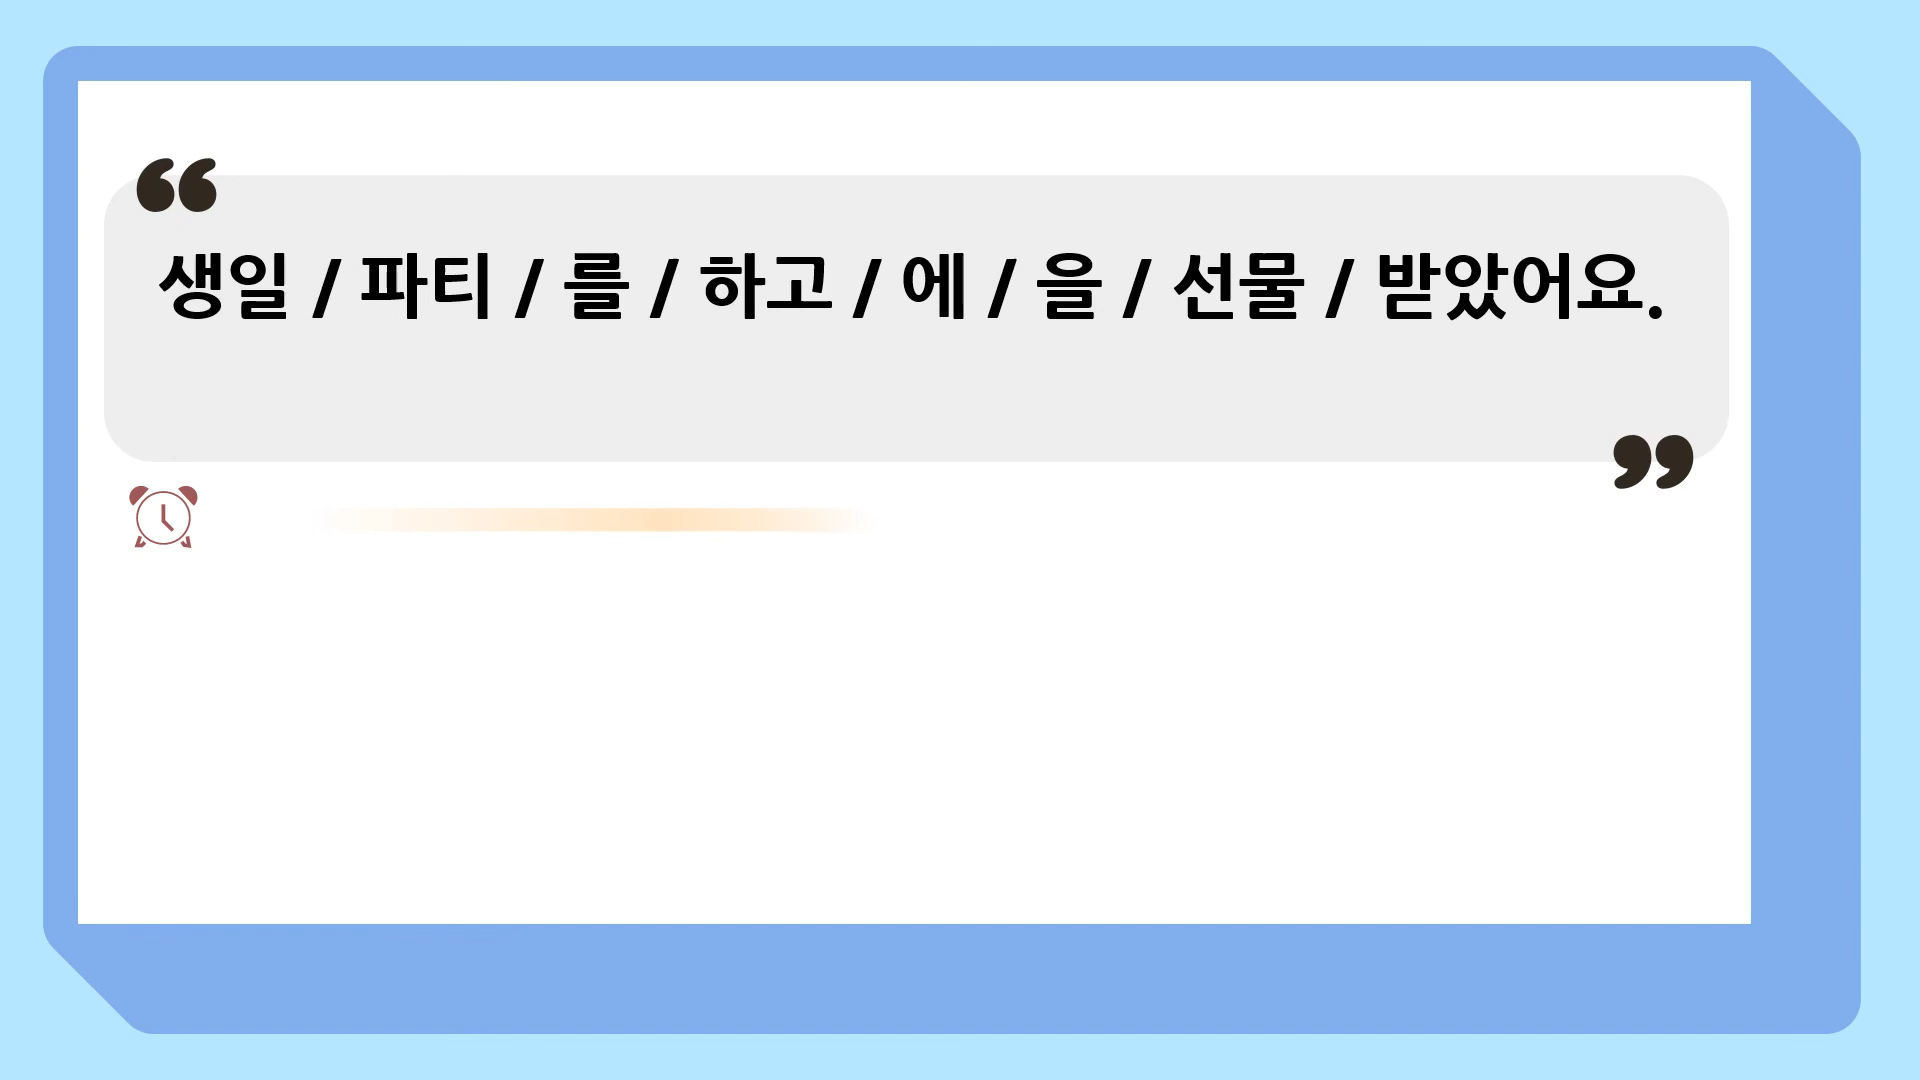 생일 / 파티 / 를 / 하고 / 에 / 을 / 선물 / 받았어요.